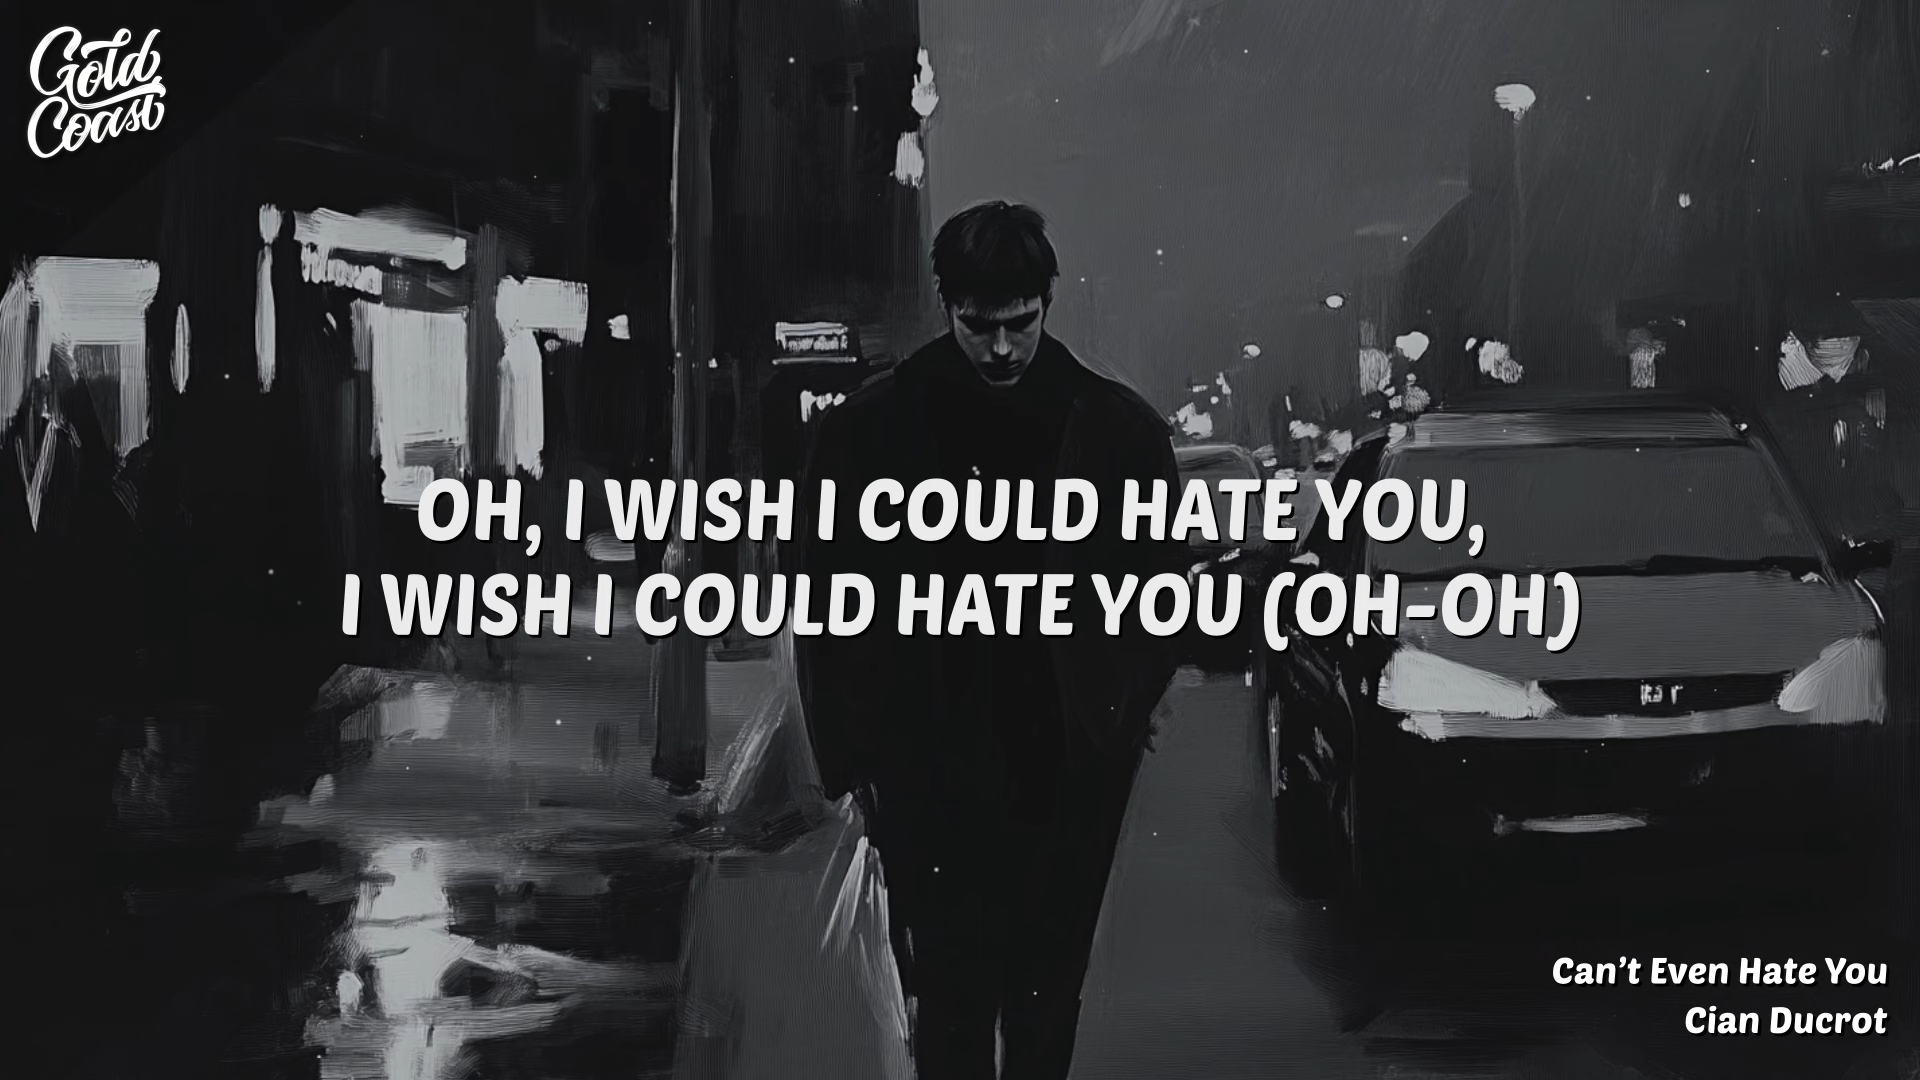 Gold
Coast
OH, I WISH I COULD HATE YOU,
I WISH I COULD HATE YOU (OH-OH)
Can’t Even Hate You
Cian Ducrot